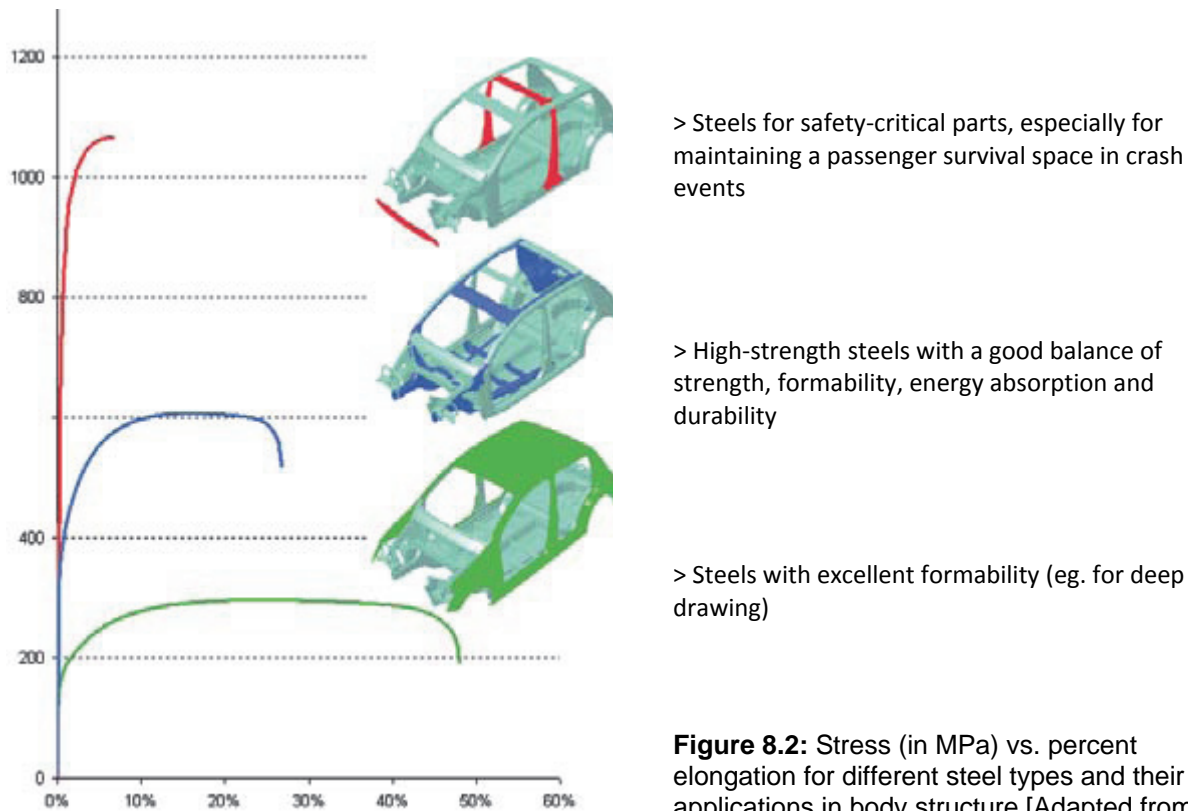 1200
1000
800
400
200
0
0% 10% 20% 30% 40% 50% 60%
> Steels for safety-critical parts, especially for
maintaining a passenger survival space in crash
events
> High-strength steels with a good balance of
strength, formability, energy absorption and
durability
> Steels with excellent formability (eg. for deep
drawing)
Figure 8.2: Stress (in MPa) vs. percent
elongation for different steel types and their
applications in body structure [Adapted from